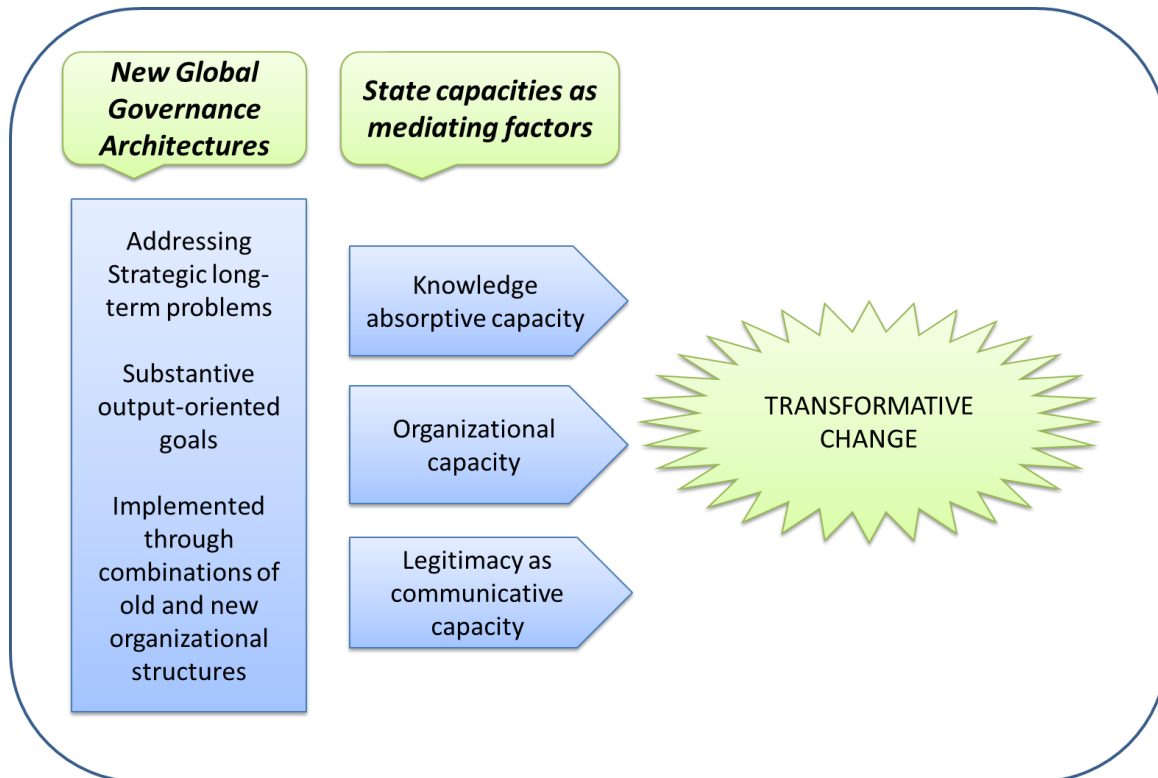 New Global
Governance
Architectures
State capacities as
mediating factors
Addressing
Strategic long-
term problems
Substantive
output-oriented
goals
Implemented
through
combinations of
old and new
organizational
structures
Knowledge
absorptive capacity
Organizational
capacity
Legitimacy as
communicative
capacity
TRANSFORMATIVE
CHANGE